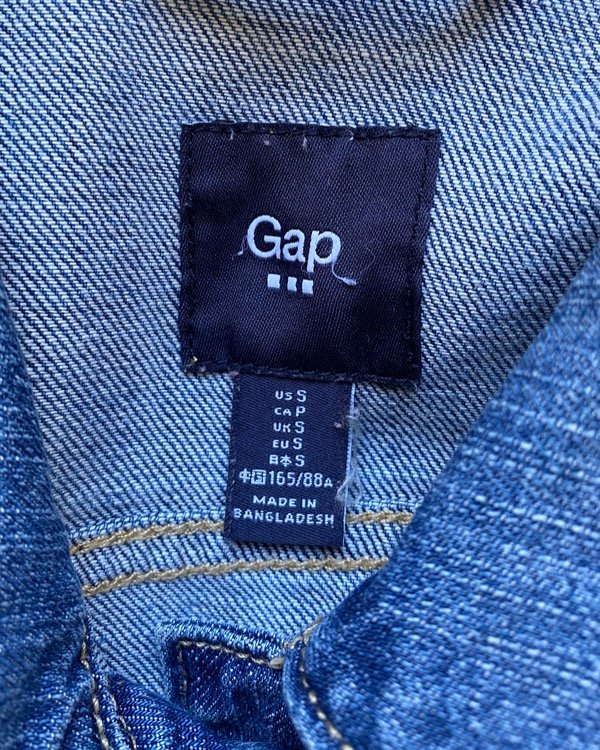 Gap
US S
CA P
UK S
EU S
日本 S
中国 165/88A
MADE IN
BANGLADESH